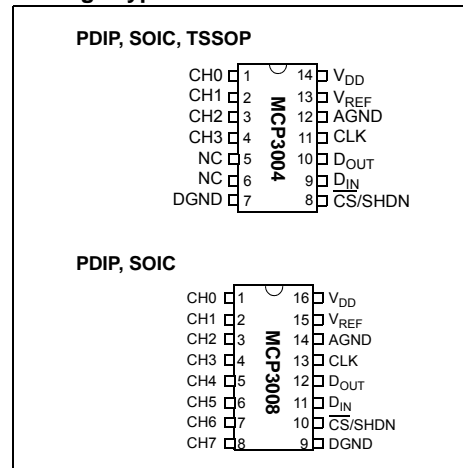 PDIP, SOIC, TSSOP
CH0 1 14 VDD
CH1 2 13 VREF
CH2 3 12 AGND
CH3 4 11 CLK
NC 5 10 DOUT
NC 6 9 DIN
DGND 7 8 CS/SHDN
MCP3004
PDIP, SOIC
CH0 1 16 VDD
CH1 2 15 VREF
CH2 3 14 AGND
CH3 4 13 CLK
CH4 5 12 DOUT
CH5 6 11 DIN
CH6 7 10 CS/SHDN
CH7 8 9 DGND
MCP3008